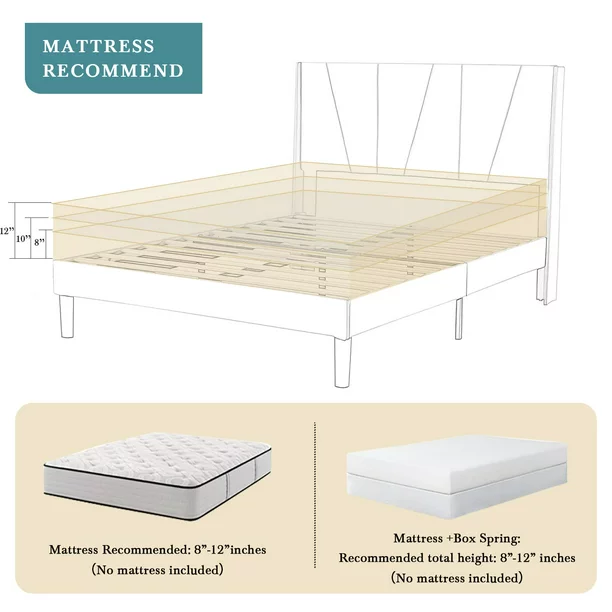 MATTRESS
RECOMMEND
12”
10”
8”
Mattress Recommended: 8”-12”inches
(No mattress included)
Mattress +Box Spring:
Recommended total height: 8”-12” inches
(No mattress included)